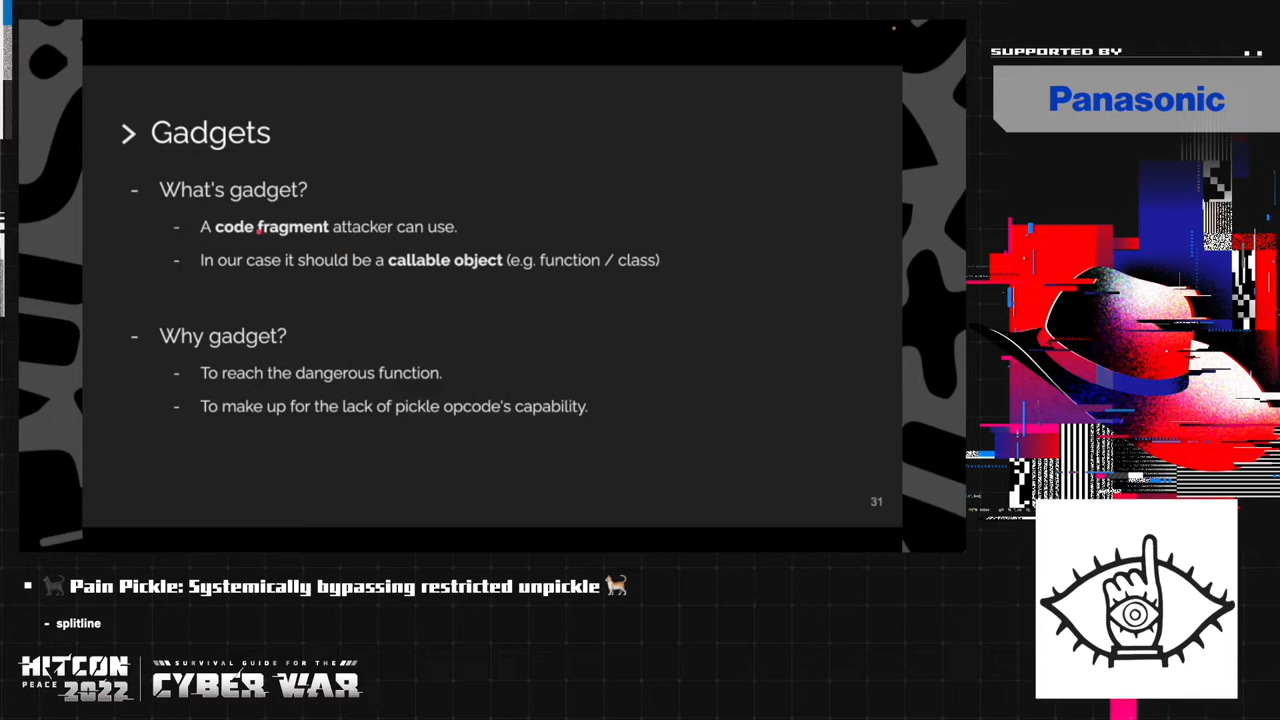 SUPPORTED BY
Panasonic
> Gadgets
- What's gadget?
- A code fragment attacker can use.
- In our case it should be a callable object (e.g. function / class)
- Why gadget?
- To reach the dangerous function.
- To make up for the lack of pickle opcode's capability.
31
Pain Pickle: Systemically bypassing restricted unpickle
- splitline
HITCON
PEACE 2022
SURVIVAL GUIDE FOR THE
CYBER WAR